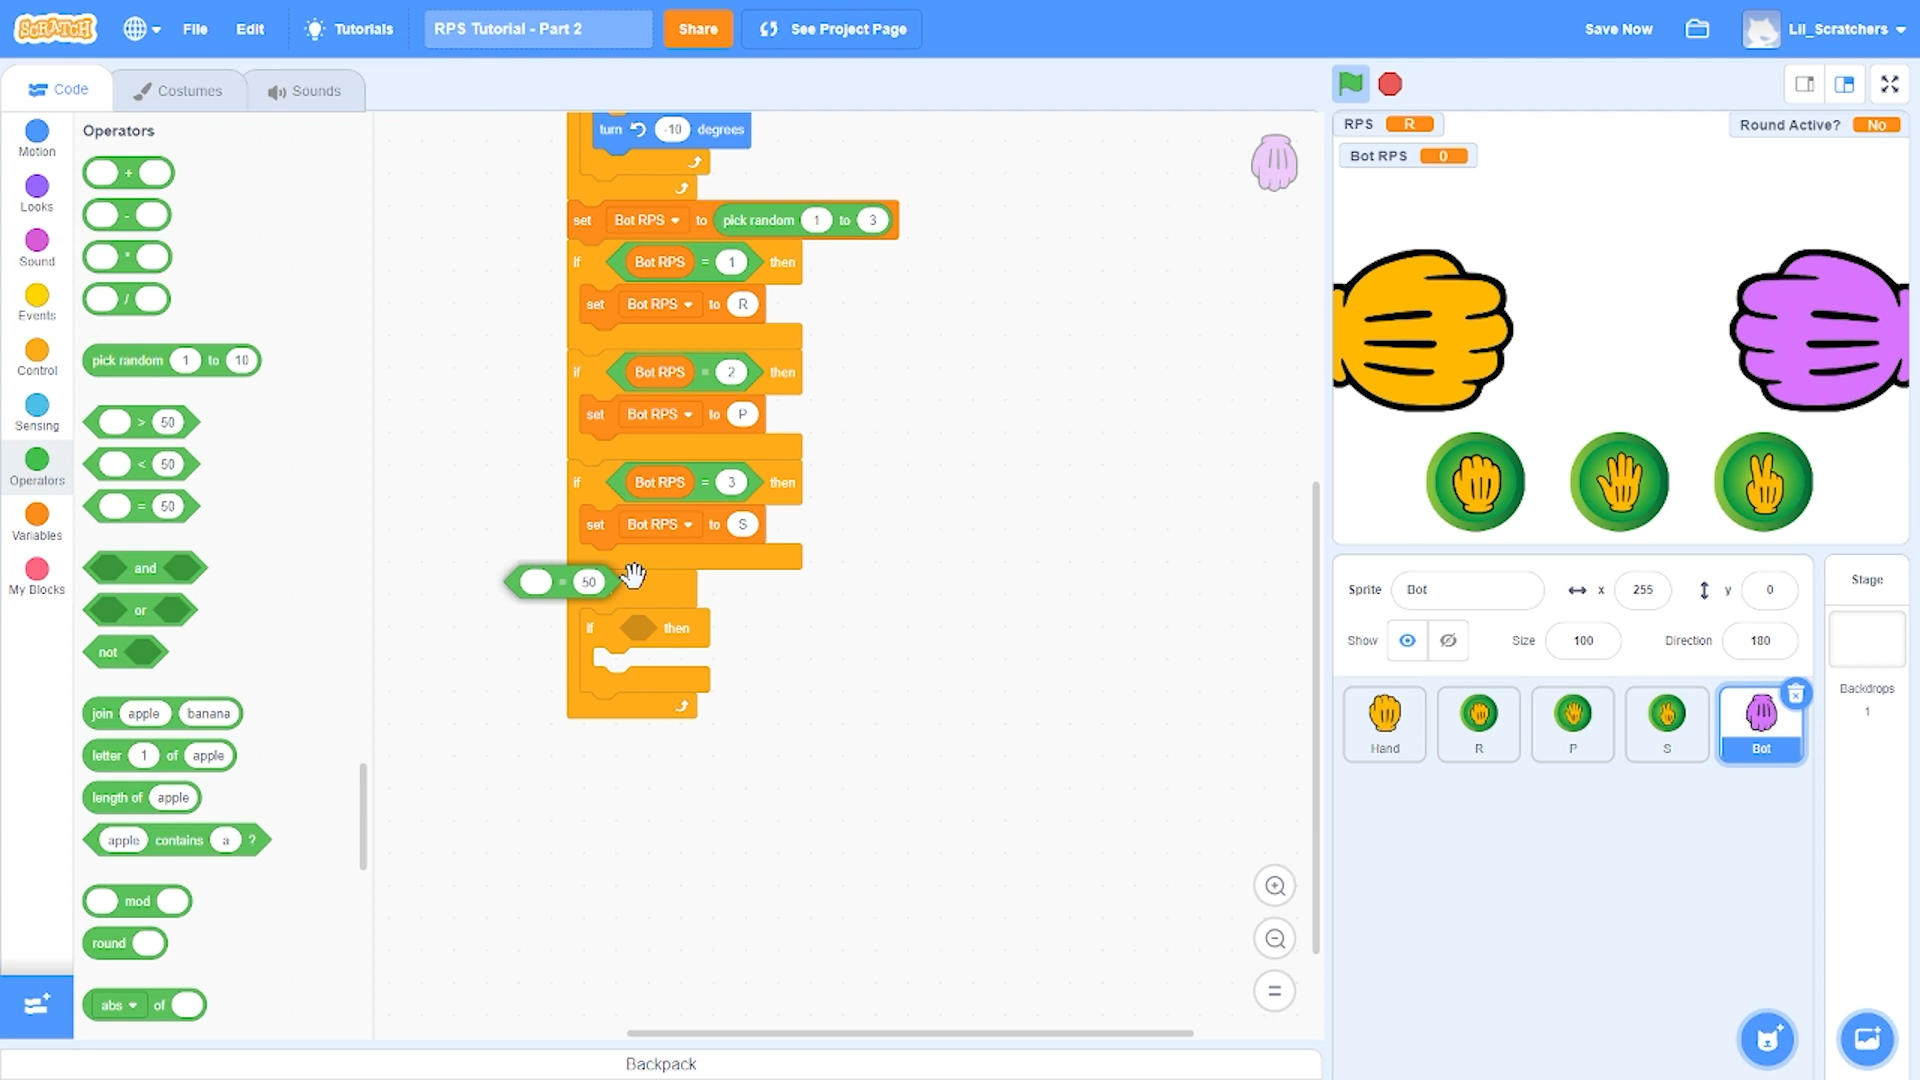 SCRATCH File Edit Tutorials RPS Tutorial - Part 2 Share See Project Page Save Now Lil_Scratchers
Code Costumes Sounds
Motion
Looks
Sound
Events
Control
Sensing
Operators
Variables
My Blocks
Operators
+
-
*
/
pick random 1 to 10
> 50
< 50
= 50
and
or
not
join apple banana
letter 1 of apple
length of apple
apple contains a ?
mod
round
abs of
turn -10 degrees
set Bot RPS to pick random 1 to 3
if Bot RPS = 1 then
set Bot RPS to R
if Bot RPS = 2 then
set Bot RPS to P
if Bot RPS = 3 then
set Bot RPS to S
= 50
if then
=
Backpack
RPS R
Round Active? No
Bot RPS 0
Sprite Bot x 255 y 0
Show Size 100 Direction 180
Hand
R
P
S
Bot
Stage
Backdrops
1